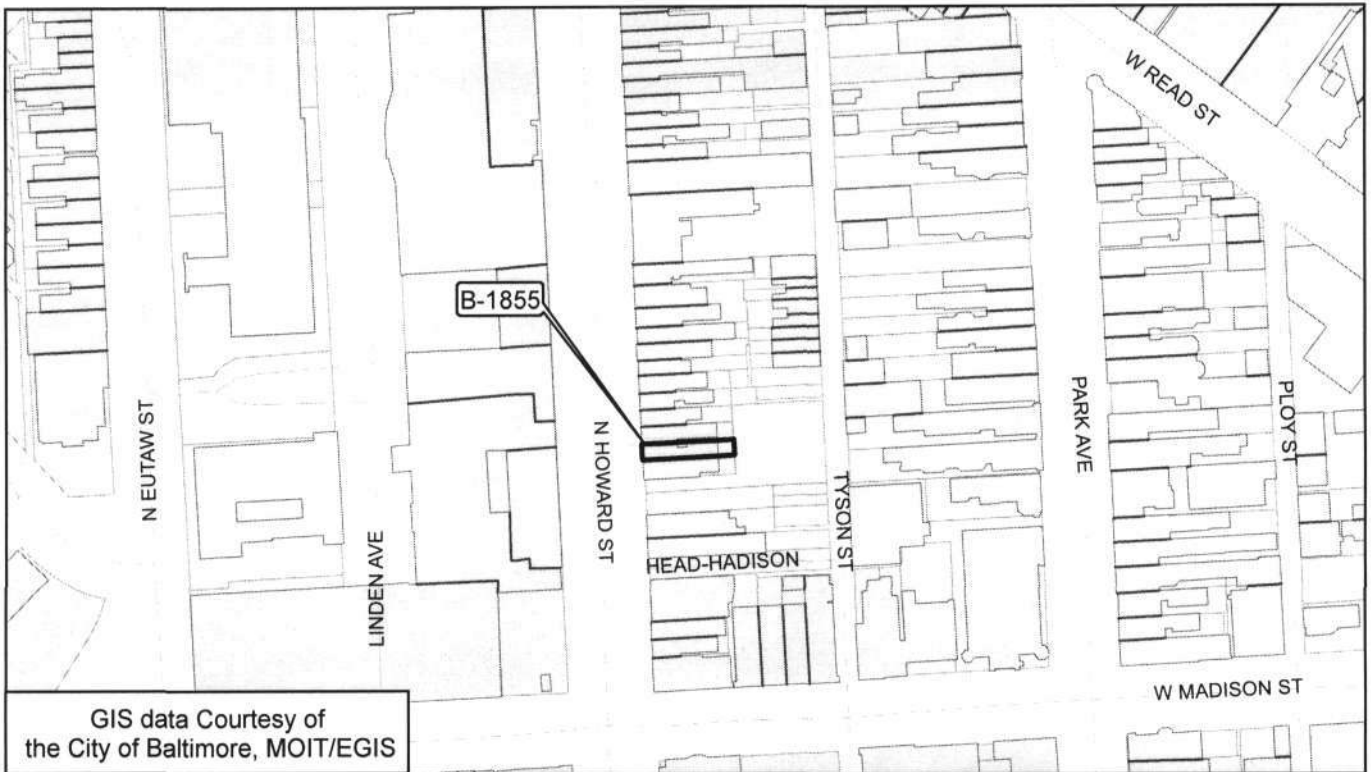 W READ ST
B-1855
N EUTAW ST
LINDEN AVE
N HOWARD ST
TYSON ST
PARK AVE
PLOY ST
HEAD-HADISON
W MADISON ST
GIS data Courtesy of
the City of Baltimore, MOIT/EGIS